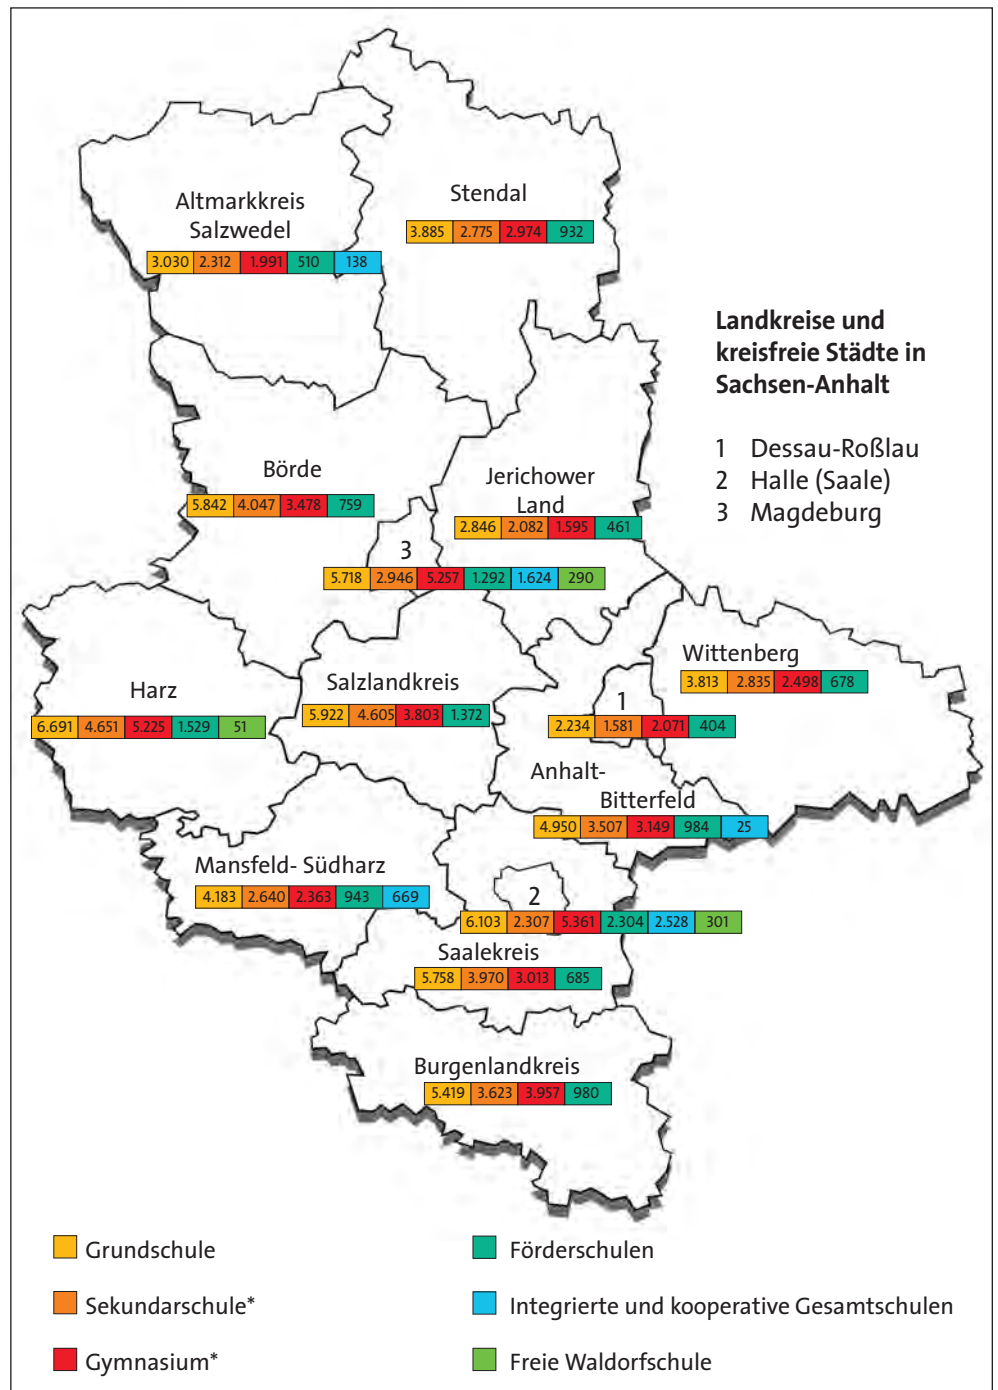 Altmarkkreis
Salzwedel
3.030 2.312 1.991 510 138
Stendal
3.885 2.775 2.974 932
Landkreise und
kreisfreie Städte in
Sachsen-Anhalt
1 Dessau-Roßlau
2 Halle (Saale)
3 Magdeburg
Börde
5.842 4.047 3.478 759
Jerichower
Land
2.846 2.082 1.595 461
3
5.718 2.946 5.257 1.292 1.624 290
Harz
6.691 4.651 5.225 1.529 51
Salzlandkreis
5.922 4.605 3.803 1.372
Wittenberg
3.813 2.835 2.498 678
1
2.234 1.581 2.071 404
Anhalt-
Bitterfeld
4.950 3.507 3.149 984 25
Mansfeld- Südharz
4.183 2.640 2.363 943 669
2
6.103 2.307 5.361 2.304 2.528 301
Saalekreis
5.758 3.970 3.013 685
Burgenlandkreis
5.419 3.623 3.957 980
Grundschule
Sekundarschule*
Gymnasium*
Förderschulen
Integrierte und kooperative Gesamtschulen
Freie Waldorfschule